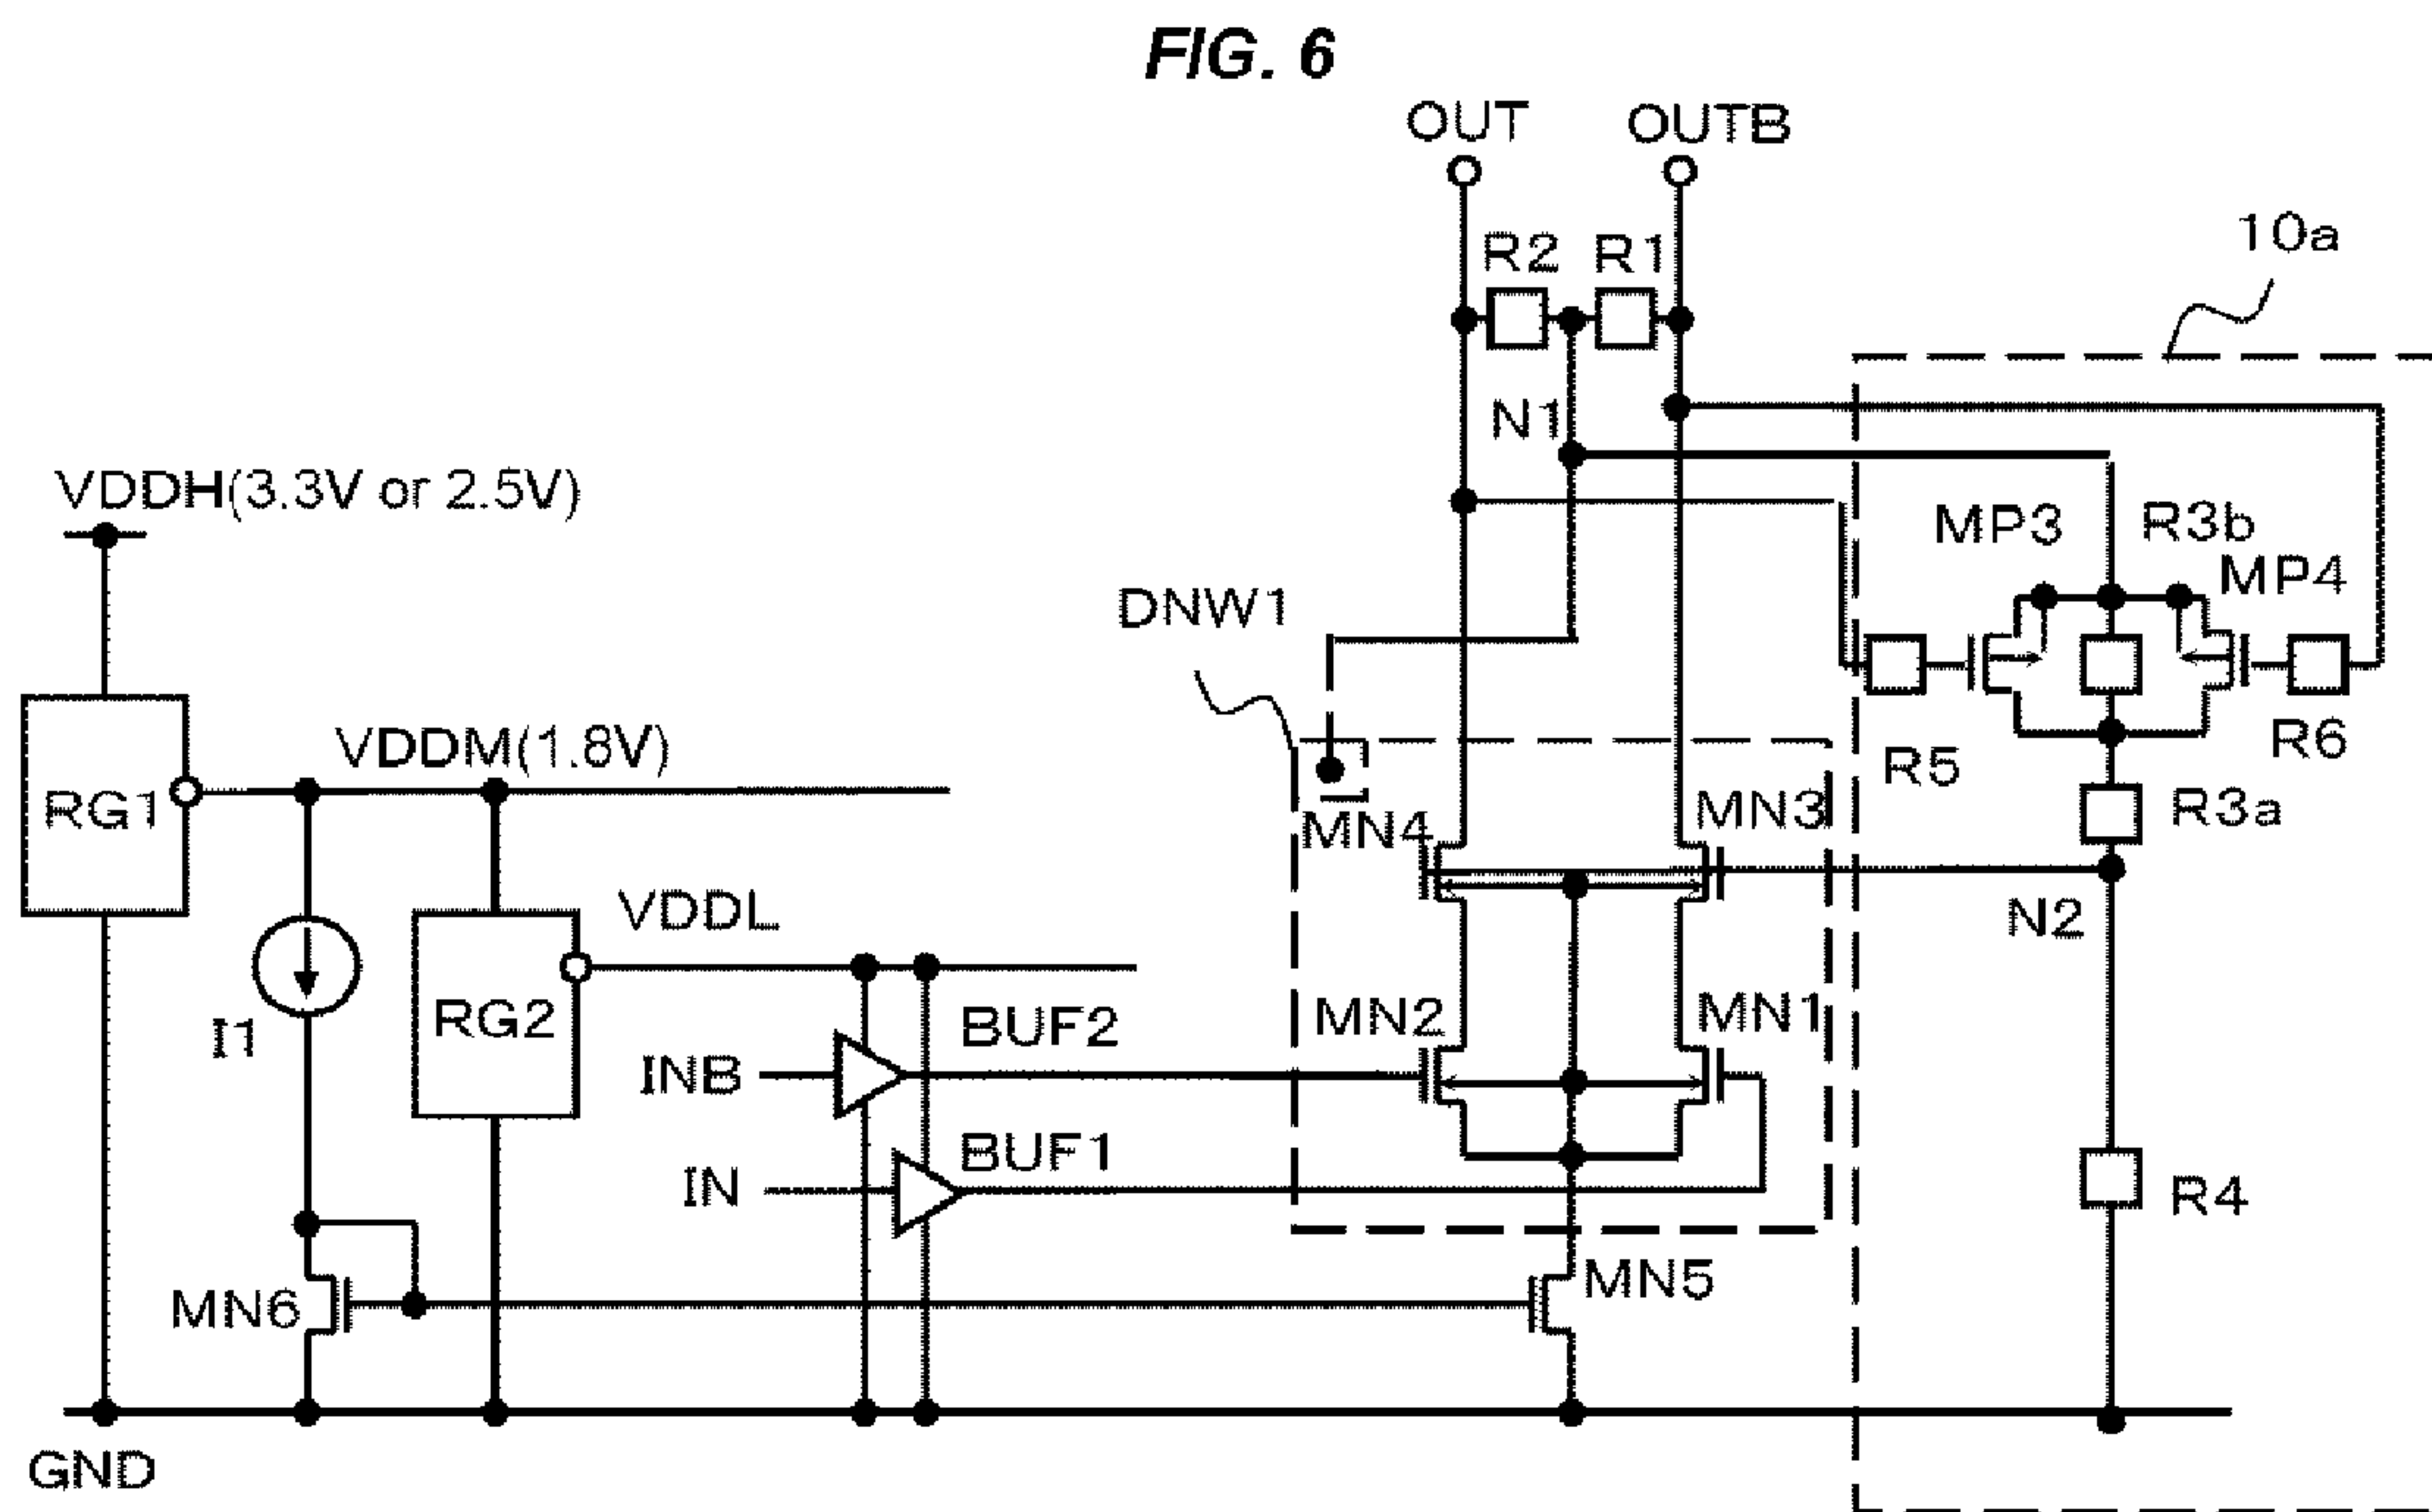 FIG. 6
OUT
OUTB
R2
R1
10a
N1
VDDH(3.3V or 2.5V)
MP3
R3b
MP4
DNW1
VDDM(1.8V)
R5
R6
RG1
MN4
MN3
R3a
VDDL
N2
I1
RG2
BUF2
MN2
MN1
INB
BUF1
IN
R4
MN6
MN5
GND